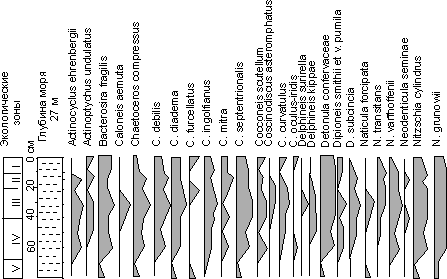 Экологические
зоны
Глубина моря
27 м
см
Actinocyclus ehrenbergii
Actinoptychus undulatus
Bacterosira fragilis
Caloneis aemuta
Chaetoceros compressus
C. debilis
C. diadema
C. furcellatus
C. ingolfianus
C. mitra
C. septentrionalis
Cocconeis scutellum
Coscinodiscus asteromphalus
C. curvatulus
C. oculus-iridis
Delphineis surirella
Delphineis kippae
Detonula confervaceae
Diploneis smithii et v. pumila
D. subcincta
Navicula forcipata
N. transitans
N. varthoffenii
Neodenticula seminae
Nitzschia cylindrus
N. grunowii
I
II
III
IV
V
0
20
40
60